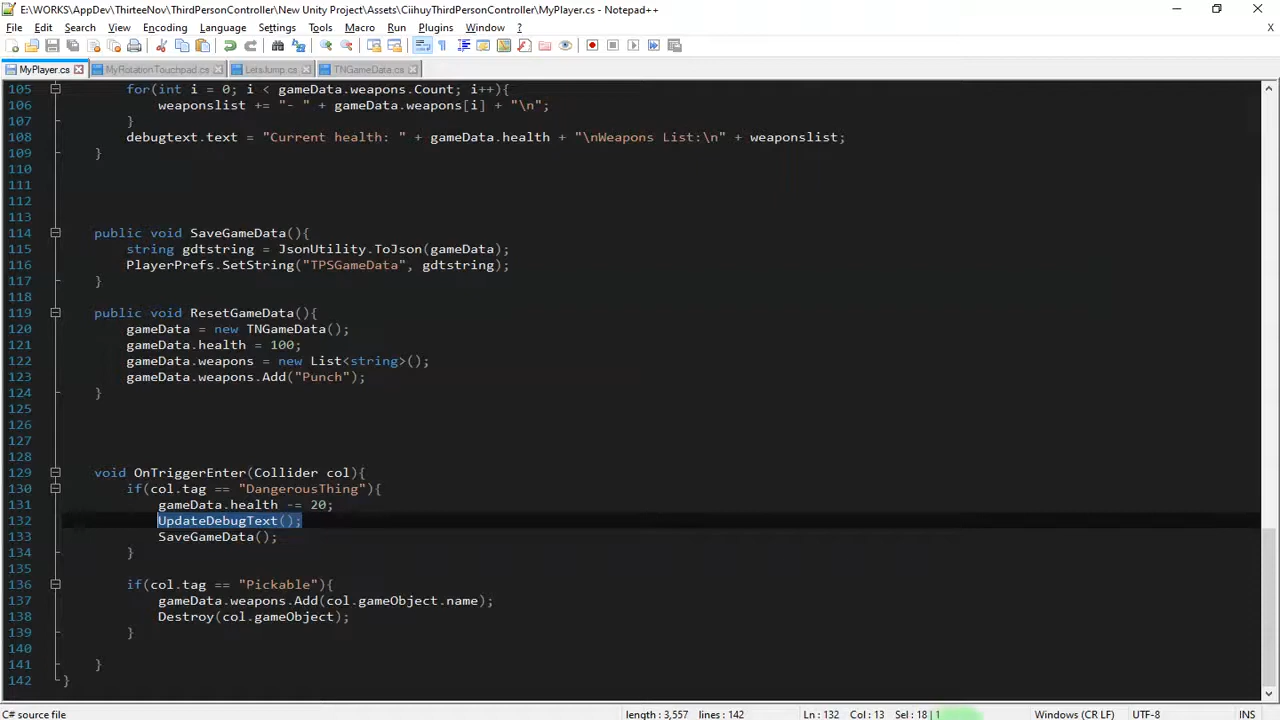 E:\WORKS\AppDev\ThirteeNov\ThirdPersonController\New Unity Project\Assets\CiihuyThirdPersonController\MyPlayer.cs - Notepad++
File Edit Search View Encoding Language Settings Tools Macro Run Plugins Window ? X
MyPlayer.cs MyRotationTouchpad.cs LetsJump.cs TNGameData.cs
105 for(int i = 0; i < gameData.weapons.Count; i++){
106 weaponslist += "- " + gameData.weapons[i] + "\n";
107 }
108 debugtext.text = "Current health: " + gameData.health + "\nWeapons List:\n" + weaponslist;
109 }
110
111
112
113
114 public void SaveGameData(){
115 string gdtstring = JsonUtility.ToJson(gameData);
116 PlayerPrefs.SetString("TPSGameData", gdtstring);
117 }
118
119 public void ResetGameData(){
120 gameData = new TNGameData();
121 gameData.health = 100;
122 gameData.weapons = new List<string>();
123 gameData.weapons.Add("Punch");
124 }
125
126
127
128
129 void OnTriggerEnter(Collider col){
130 if(col.tag == "DangerousThing"){
131 gameData.health -= 20;
132 UpdateDebugText();
133 SaveGameData();
134 }
135
136 if(col.tag == "Pickable"){
137 gameData.weapons.Add(col.gameObject.name);
138 Destroy(col.gameObject);
139 }
140
141 }
142 }
C# source file length : 3,557 lines : 142 Ln : 132 Col : 13 Sel : 18 | 1 Windows (CR LF) UTF-8 INS